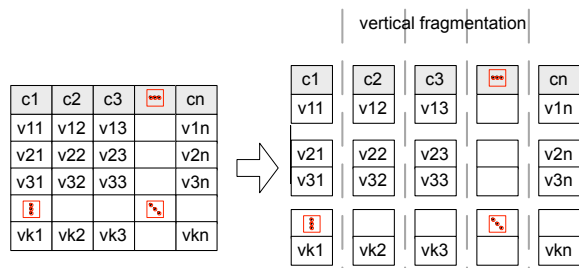 vertical fragmentation
c1 c2 c3 ... cn
v11 v12 v13 v1n
v21 v22 v23 v2n
v31 v32 v33 v3n
vk1 vk2 vk3 vkn
c1 c2 c3 ... cn
v11 v12 v13 v1n
v21 v22 v23 v2n
v31 v32 v33 v3n
vk1 vk2 vk3 vkn